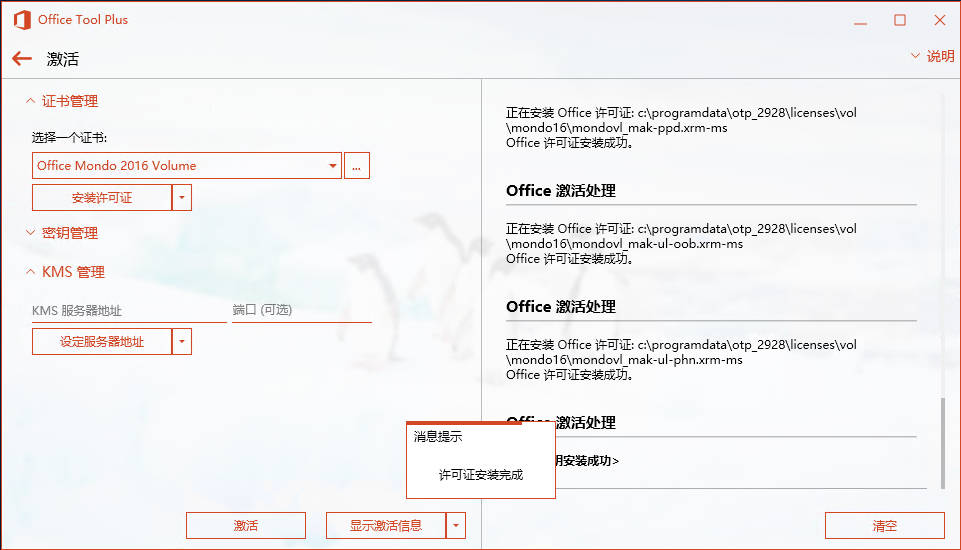 Office Tool Plus
激活
说明
证书管理
选择一个证书:
Office Mondo 2016 Volume
...
安装许可证
密钥管理
KMS 管理
KMS 服务器地址
端口 (可选)
设定服务器地址
激活
显示激活信息
正在安装 Office 许可证: c:\programdata\otp_2928\licenses\vol
\mondo16\mondovl_mak-ppd.xrm-ms
Office 许可证安装成功。
Office 激活处理
正在安装 Office 许可证: c:\programdata\otp_2928\licenses\vol
\mondo16\mondovl_mak-ul-oob.xrm-ms
Office 许可证安装成功。
Office 激活处理
正在安装 Office 许可证: c:\programdata\otp_2928\licenses\vol
\mondo16\mondovl_mak-ul-phn.xrm-ms
Office 许可证安装成功。
Office 激活处理
安装成功>
消息提示
许可证安装完成
清空